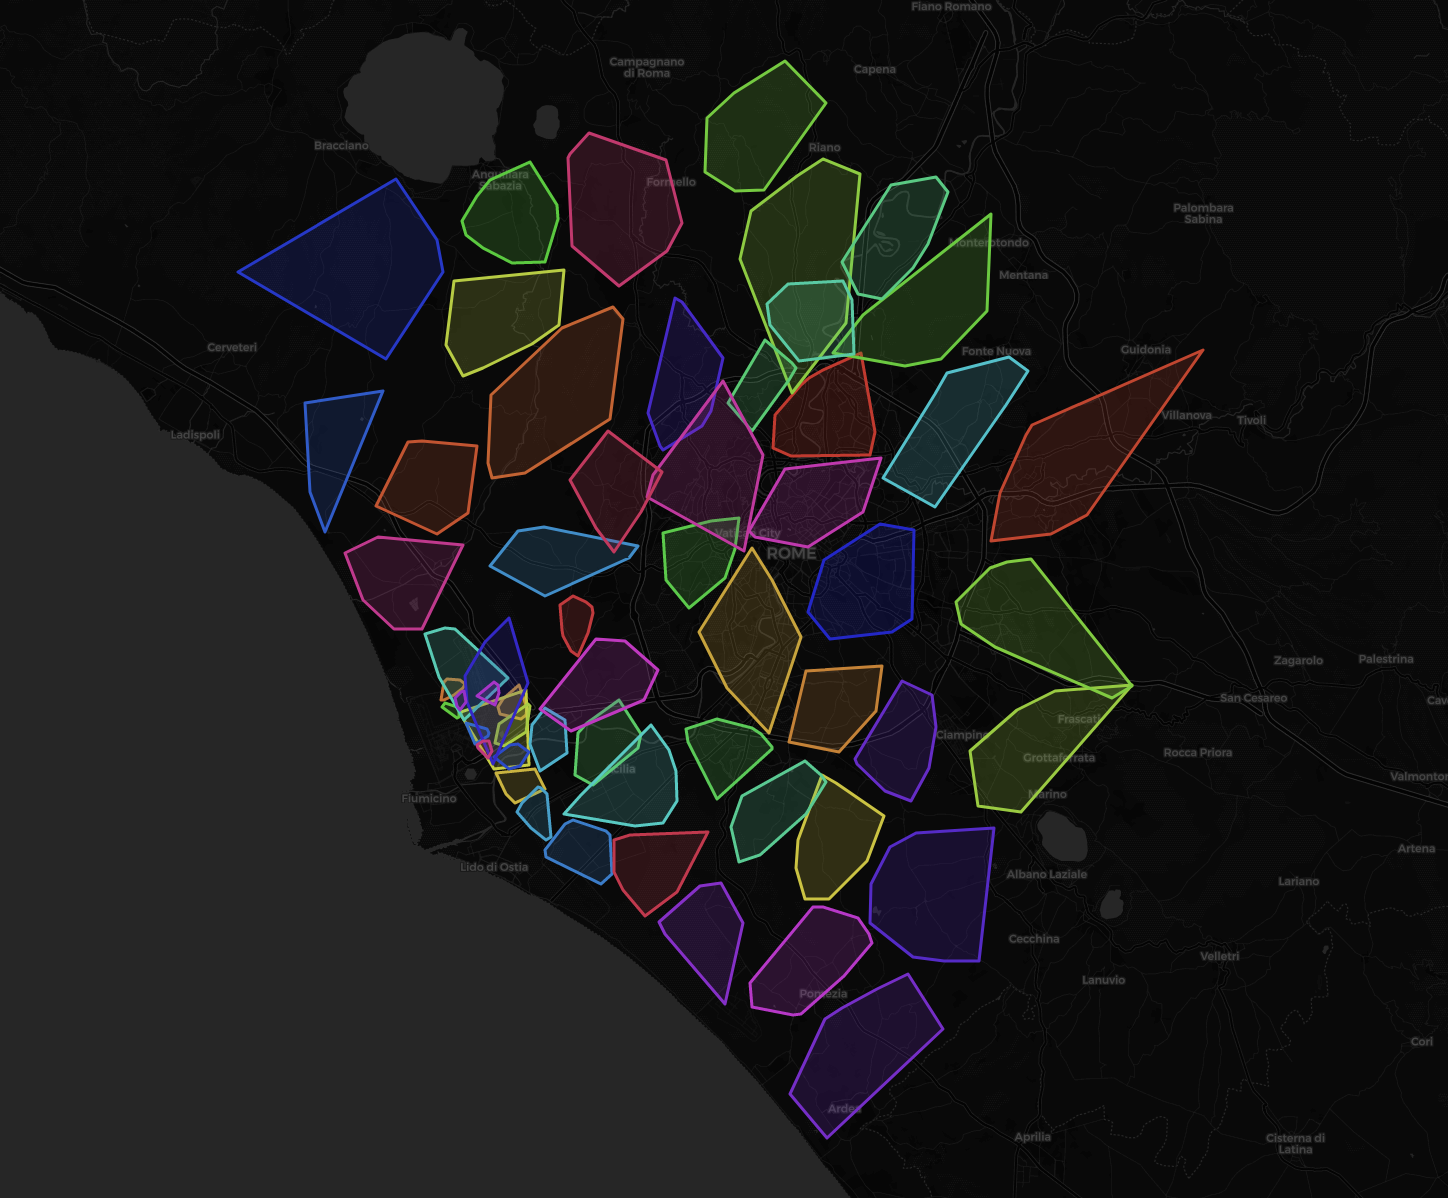 Fiano Romano
Campagnano
di Roma
Capena
Bracciano
Riano
Anguillara
Sabazia
Formello
Palombara
Sabina
Monterotondo
Mentana
Cerveteri
Fonte Nuova
Guidonia
Villanova
Tivoli
Ladispoli
Vatican City
ROME
Zagarolo
Palestrina
San Cesareo
Cav
Frascati
Ciampino
Rocca Priora
Grottaferrata
Valmonton
Fiumicino
Marino
Artena
Lido di Ostia
Albano Laziale
Lariano
Cecchina
Velletri
Lanuvio
Pomezia
Cori
Ardea
Aprilia
Cisterna di
Latina